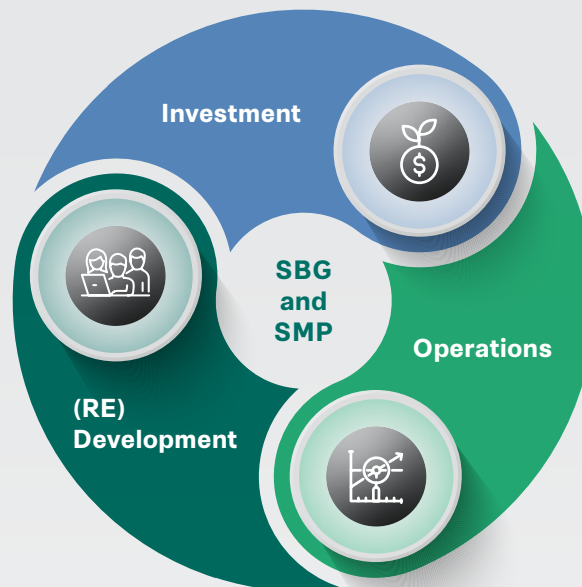 Investment
$
SBG
and
SMP
Operations
(RE)
Development